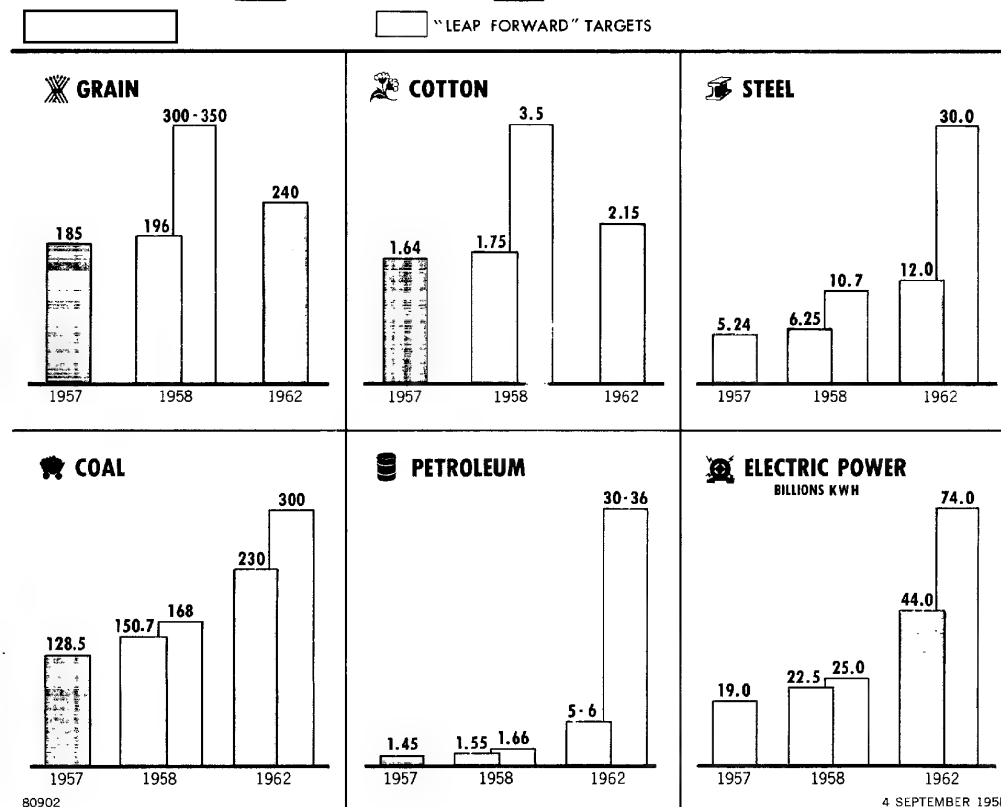 "LEAP FORWARD" TARGETS
GRAIN
300-350
240
196
185
1957 1958 1962
COTTON
3.5
2.15
1.75
1.64
1957 1958 1962
STEEL
30.0
12.0
10.7
6.25
5.24
1957 1958 1962
COAL
300
230
168
150.7
128.5
1957 1958 1962
PETROLEUM
30-36
5-6
1.66
1.55
1.45
1957 1958 1962
ELECTRIC POWER
BILLIONS KWH
74.0
44.0
25.0
22.5
19.0
1957 1958 1962
80902
4 SEPTEMBER